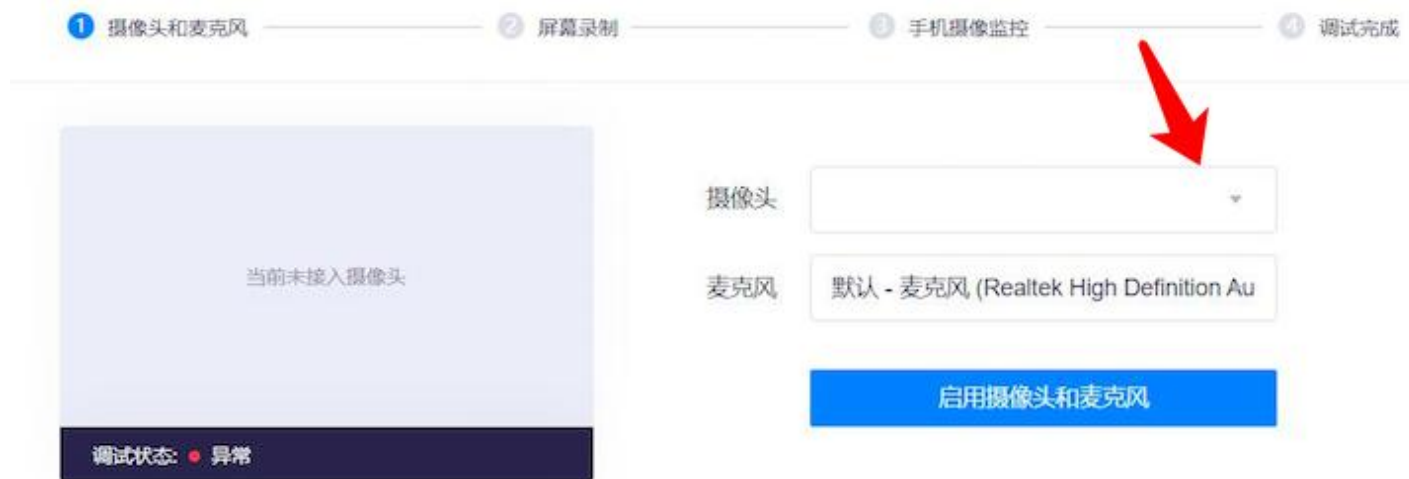 1 摄像头和麦克风 2 屏幕录制 3 手机摄像监控 4 调试完成
当前未接入摄像头
摄像头
麦克风 默认 - 麦克风 (Realtek High Definition Au
启用摄像头和麦克风
调试状态: 异常